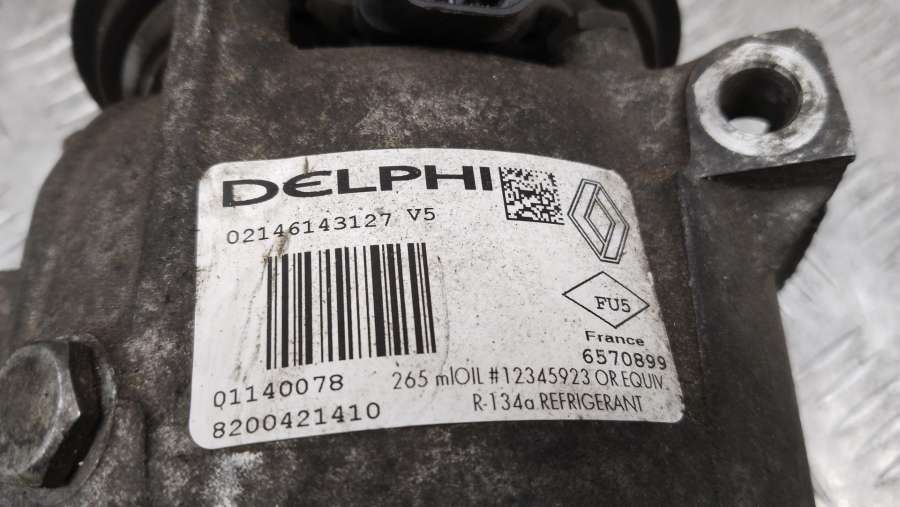 DELPHI
02146143127 V5
FU5
France
6570899
Q1140078
265 mlOIL #12345923 OR EQUIV.
8200421410
R-134a REFRIGERANT